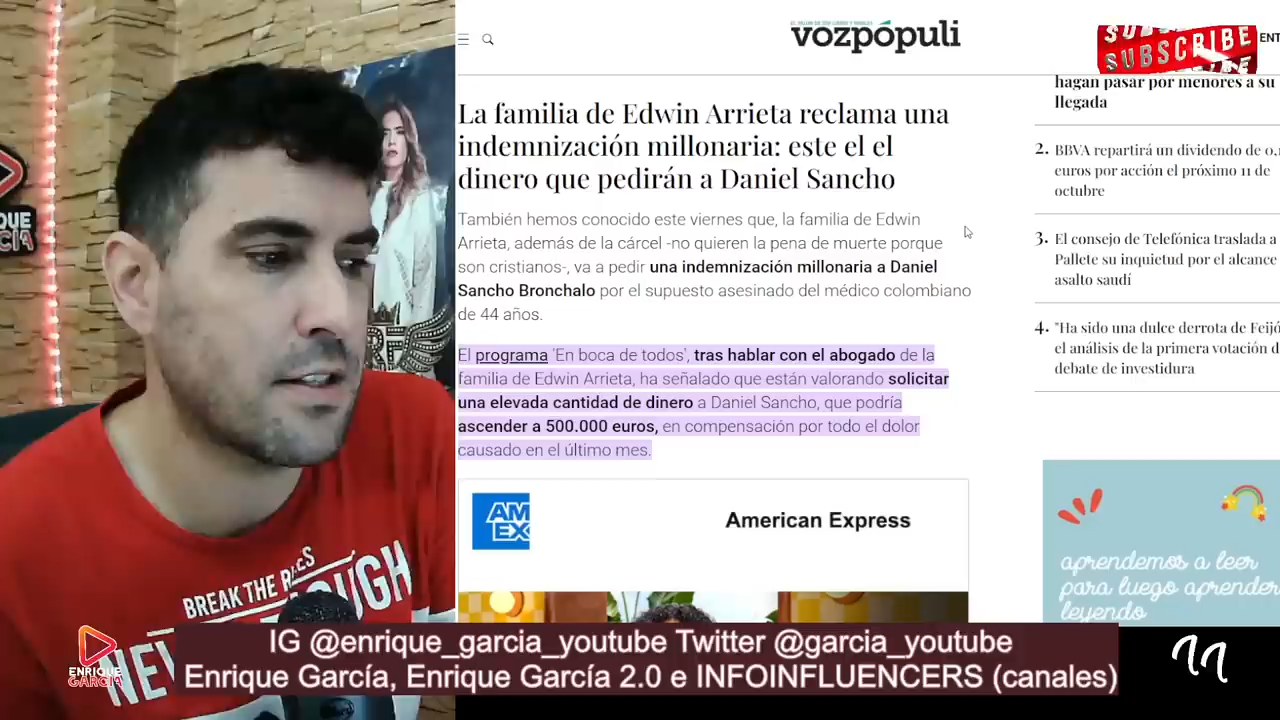 vozpópuli
SUBSCRIBE
ENT
La familia de Edwin Arrieta reclama una
indemnización millonaria: este el el
dinero que pedirán a Daniel Sancho
También hemos conocido este viernes que, la familia de Edwin
Arrieta, además de la cárcel -no quieren la pena de muerte porque
son cristianos-, va a pedir una indemnización millonaria a Daniel
Sancho Bronchalo por el supuesto asesinado del médico colombiano
de 44 años.
El programa 'En boca de todos', tras hablar con el abogado de la
familia de Edwin Arrieta, ha señalado que están valorando solicitar
una elevada cantidad de dinero a Daniel Sancho, que podría
ascender a 500.000 euros, en compensación por todo el dolor
causado en el último mes.
AM
EX
American Express
hagan pasar por menores a su
llegada
2. BBVA repartirá un dividendo de 0,1
euros por acción el próximo 11 de
octubre
3. El consejo de Telefónica traslada a
Pallete su inquietud por el alcance
asalto saudí
4. "Ha sido una dulce derrota de Feijó
el análisis de la primera votación d
debate de investidura
aprendemos a leer
para luego aprender
leyendo
BREAK THE RULES
ENRIQUE
GARCÍA
IG @enrique_garcia_youtube Twitter @garcia_youtube
Enrique García, Enrique García 2.0 e INFOINFLUENCERS (canales)